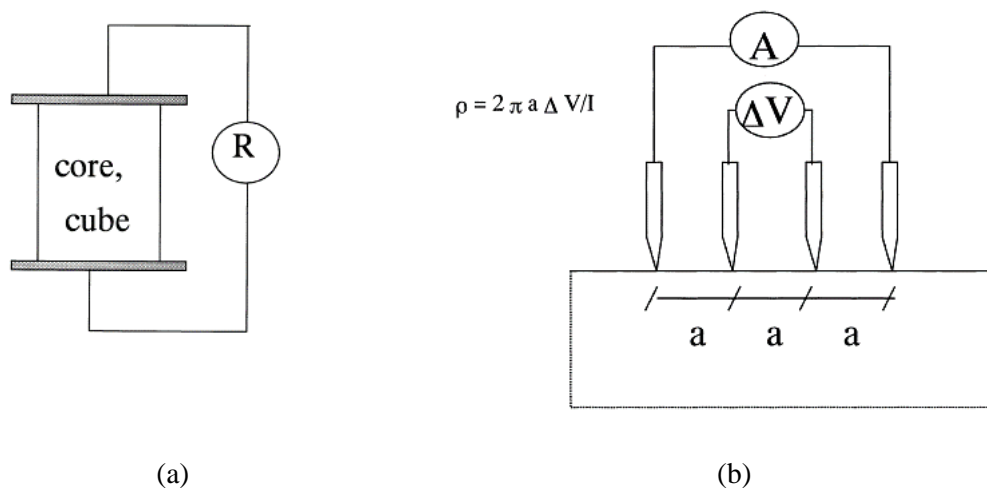 R
core,
cube
(a)
A
ρ = 2 π a Δ V/I
ΔV
a a a
(b)